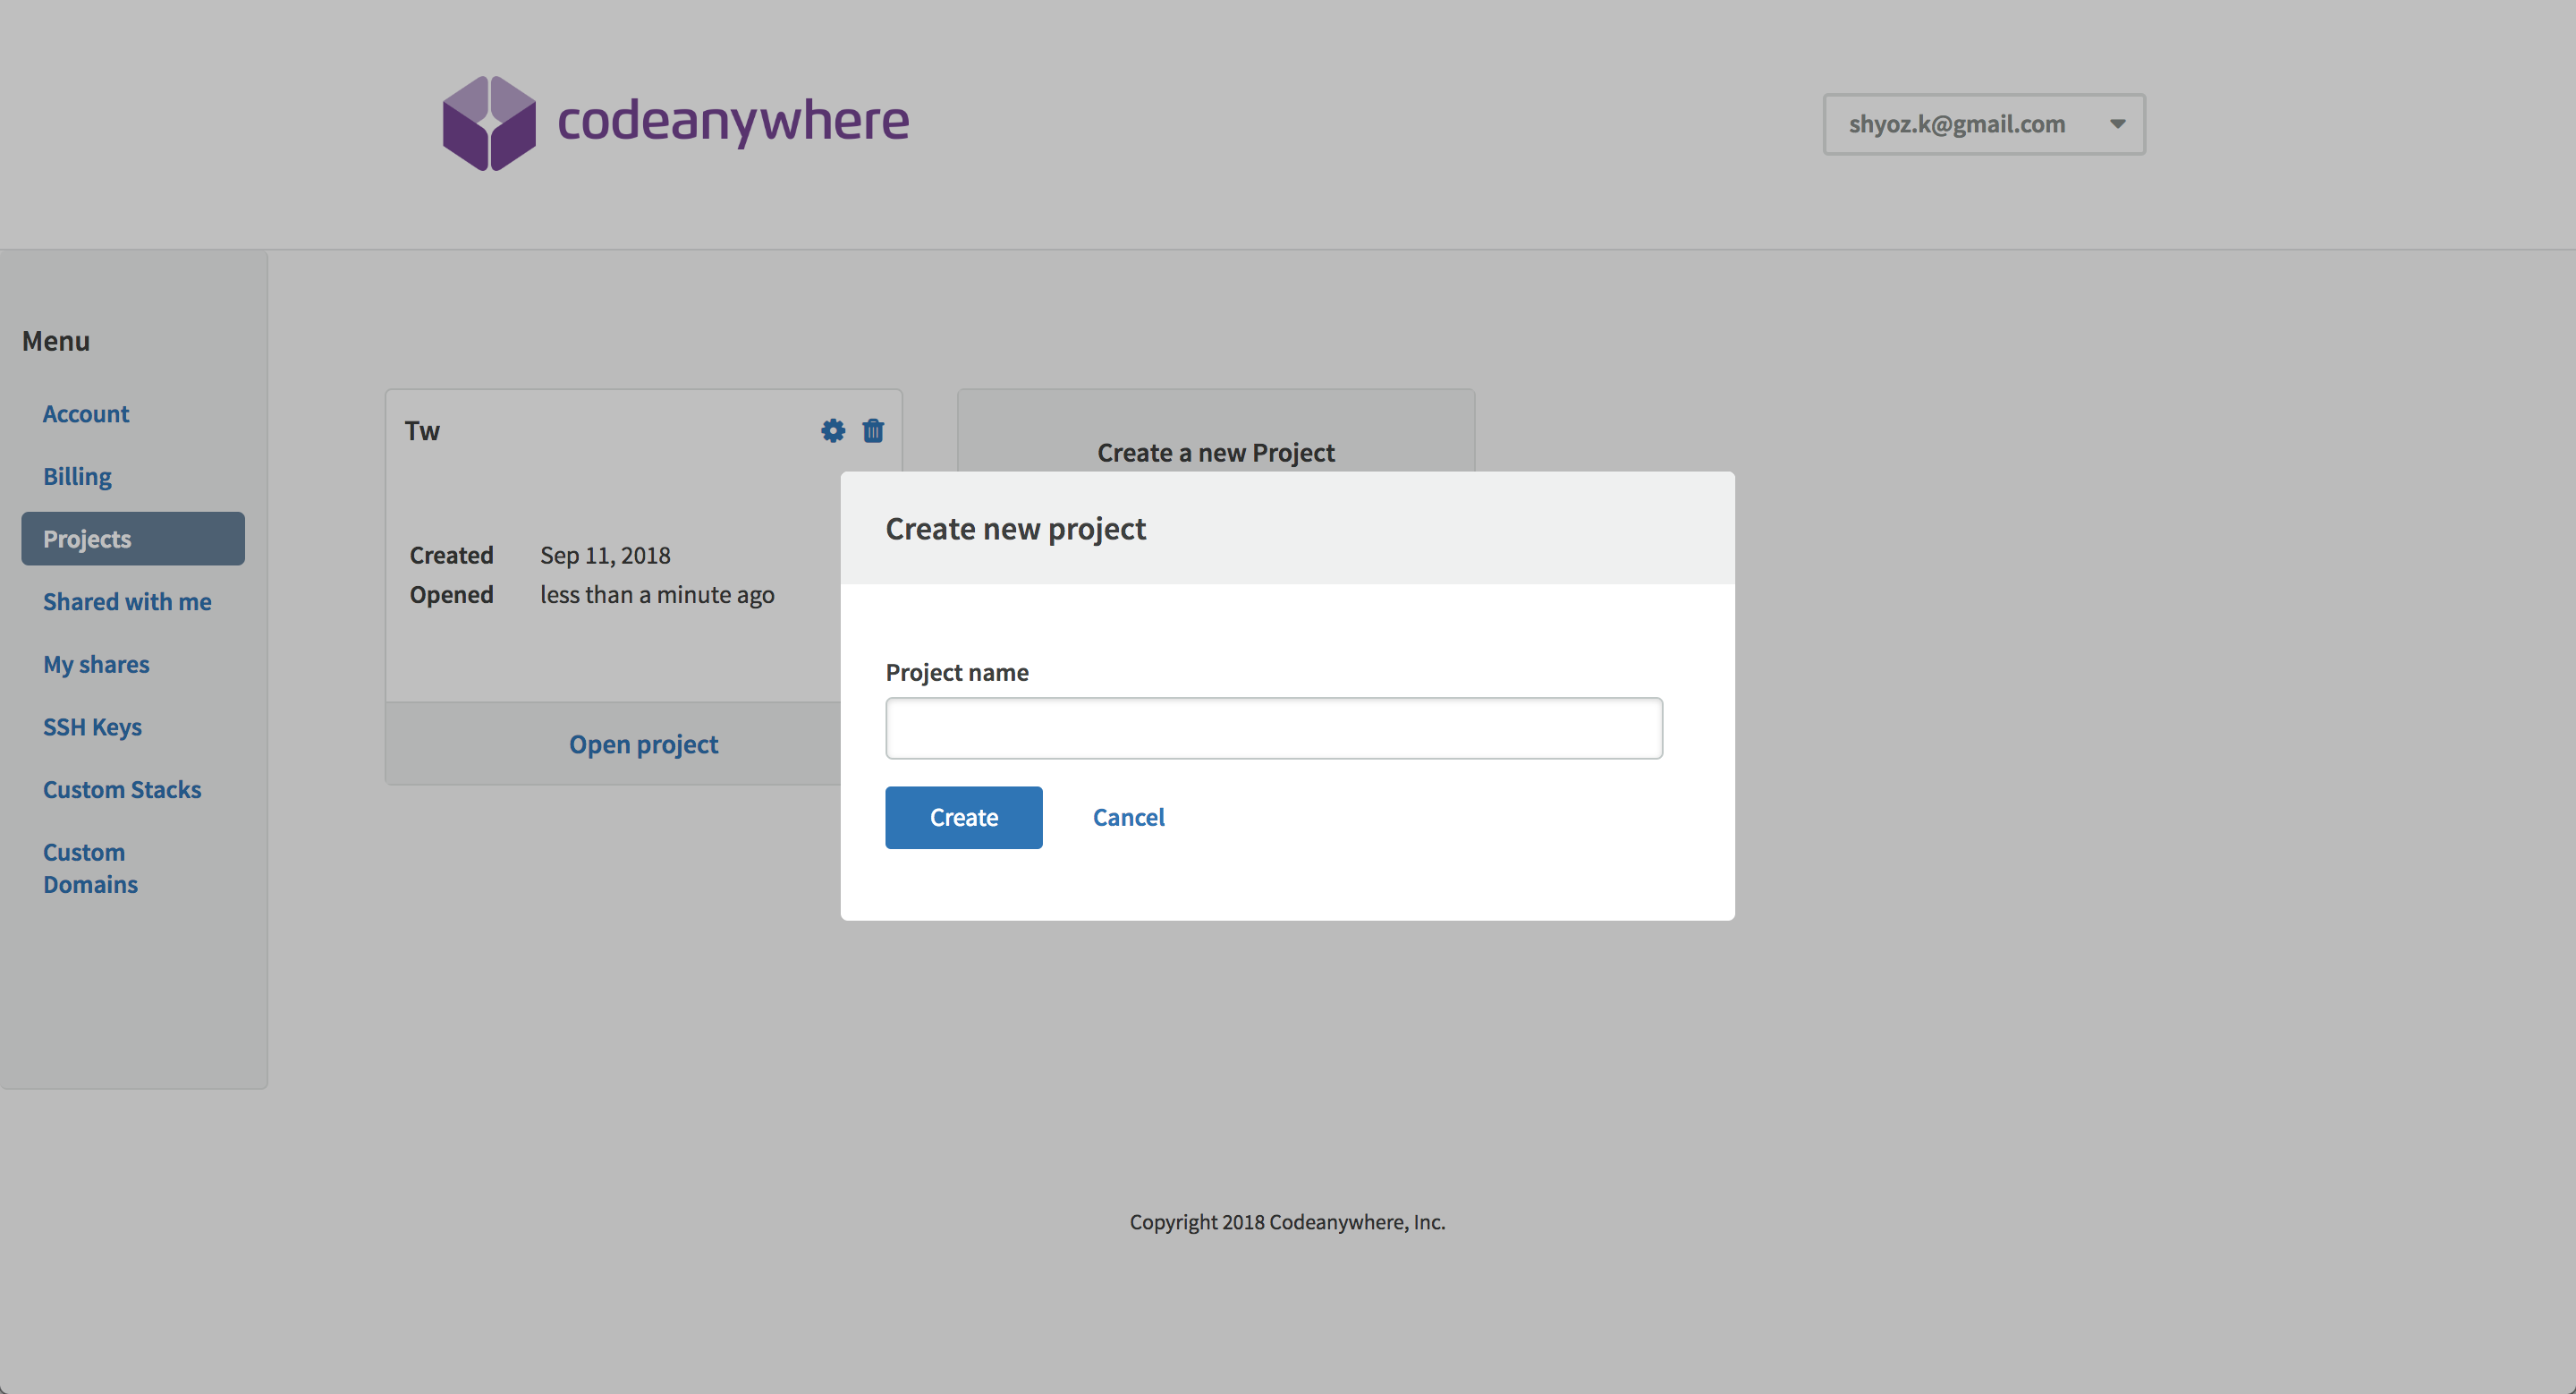 codeanywhere
shyoz.k@gmail.com
Menu
Account
Billing
Projects
Shared with me
My shares
SSH Keys
Custom Stacks
Custom
Domains
Tw
Created Sep 11, 2018
Opened less than a minute ago
Open project
Create a new Project
Create new project
Project name
Create Cancel
Copyright 2018 Codeanywhere, Inc.